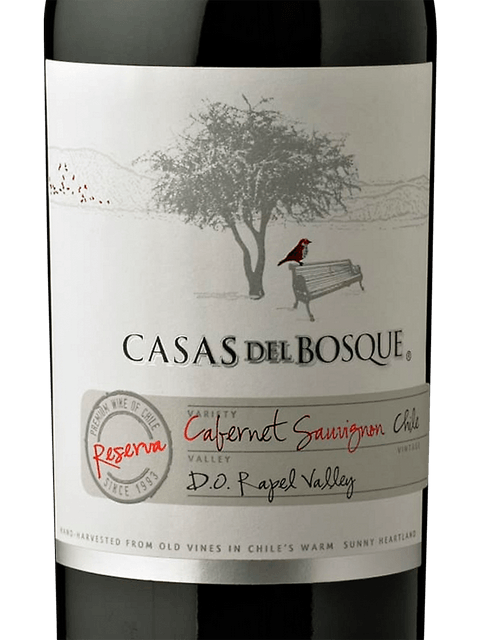 CASAS DEL BOSQUE®
PREMIUM WINE OF CHILE
Reserva
SINCE 1993
VARIETY
Cabernet Sauvignon Chile
VALLEY
VINTAGE
D.O. Rapel Valley
HAND-HARVESTED FROM OLD VINES IN CHILE'S WARM SUNNY HEARTLAND